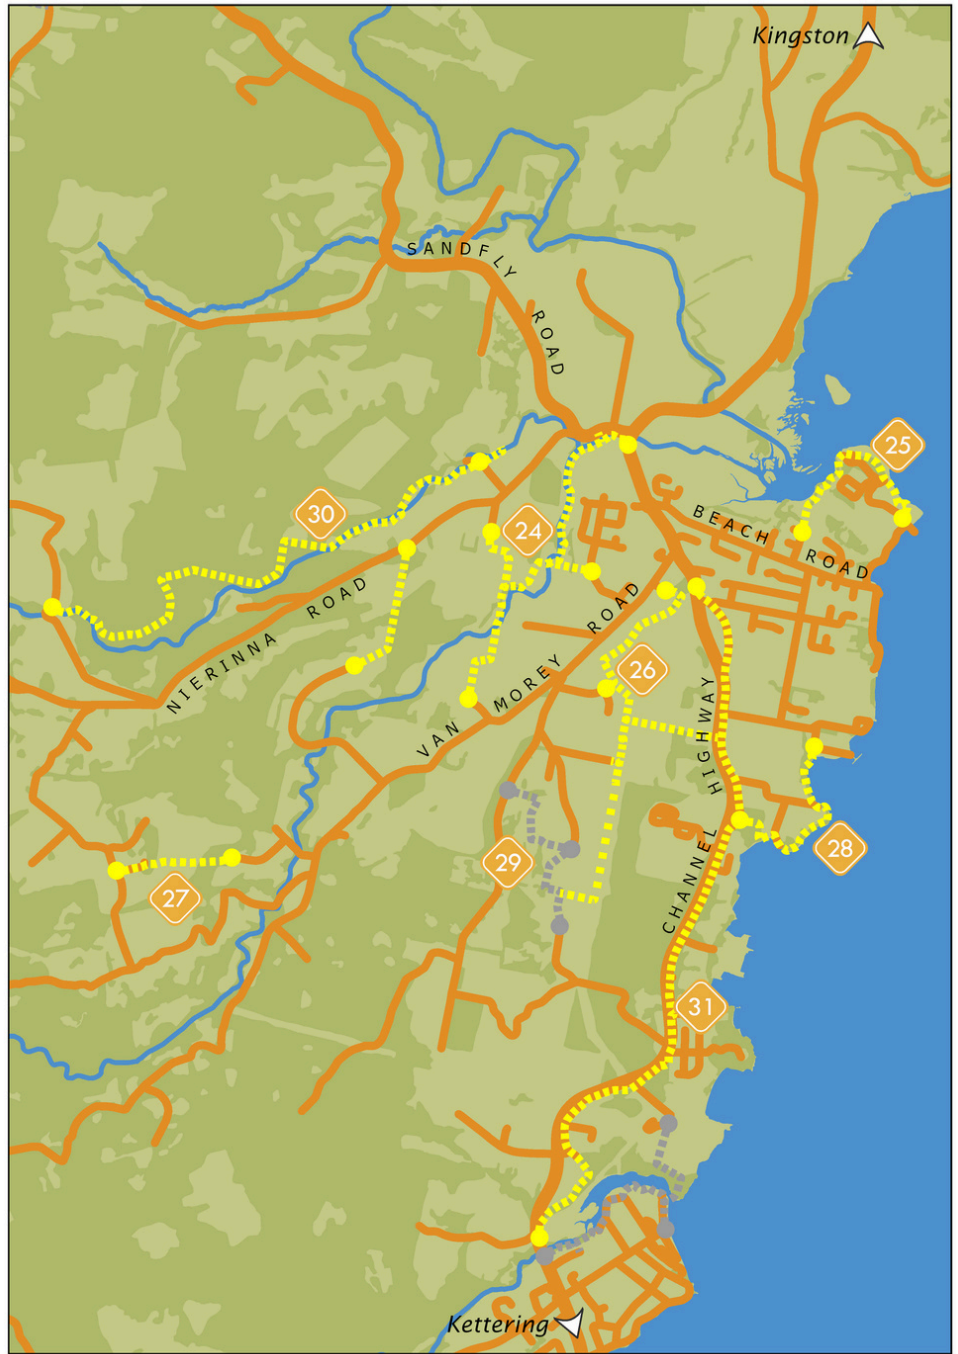 Kingston
SANDFLY ROAD
25
30
24
BEACH ROAD
NIERINNA ROAD
VAN MOREY ROAD
26
CHANNEL HIGHWAY
29
28
27
31
Kettering